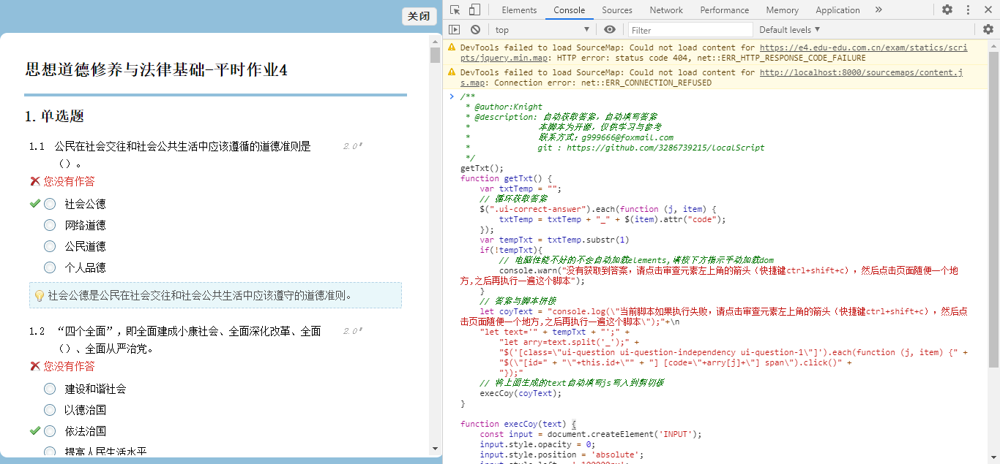 关闭
思想道德修养与法律基础-平时作业4
1. 单选题
1.1 公民在社会交往和社会公共生活中应该遵循的道德准则是 2.0'
（）。
您没有作答
社会公德
网络道德
公民道德
个人品德
社会公德是公民在社会交往和社会公共生活中应该遵守的道德准则。
1.2 “四个全面”，即全面建成小康社会、全面深化改革、全面 2.0'
（）、全面从严治党。
您没有作答
建设和谐社会
以德治国
依法治国
提高人民生活水平
Elements Console Sources Network Performance Memory Application »
top Filter Default levels
DevTools failed to load SourceMap: Could not load content for https://e4.edu-edu.com.cn/exam/statics/scri
pts/jquery.min.map: HTTP error: status code 404, net::ERR_HTTP_RESPONSE_CODE_FAILURE
DevTools failed to load SourceMap: Could not load content for http://localhost:8000/sourcemaps/content.j
s.map: Connection error: net::ERR_CONNECTION_REFUSED
/**
* @author:Knight
* @description: 自动获取答案，自动填写答案
* 本脚本为开源，仅供学习与参考
* 联系方式：g999666@foxmail.com
* git : https://github.com/3286739215/localScript
*/
getTxt();
function getTxt() {
var txtTemp = "";
// 循环获取答案
$(".ui-correct-answer").each(function (j, item) {
txtTemp = txtTemp + "_" + $(item).attr("code");
});
var tempTxt = txtTemp.substr(1)
if(!tempTxt){
// 电脑性能不好的不会自动加载elements,请按下方指示手动加载dom
console.warn("没有获取到答案，请点击审查元素左上角的箭头（快捷键ctrl+shift+c），然后点击页面随便一个地
方,之后再执行一遍这个脚本");
}
// 答案与脚本拼接
let coyText = "console.log(\"当前脚本如果执行失败，请点击审查元素左上角的箭头（快捷键ctrl+shift+c），然后点
击页面随便一个地方,之后再执行一遍这个脚本\");"+\n
"let text='" + tempTxt + "';" +
"let arry=text.split('_');" +
"$('[class=\"ui-question ui-question-independency ui-question-1\"]').each(function (j, item) {" +
"$(\"[id=" + "\"+this.id+\"" + "] [code=\"+arry[j]+\"] span\").click()" +
"});"
// 将上面生成的text自动填写js写入到剪切板
execCoy(coyText);
}
function execCoy(text) {
const input = document.createElement('INPUT');
input.style.opacity = 0;
input.style.position = 'absolute';
input.style.left = '-100000px';